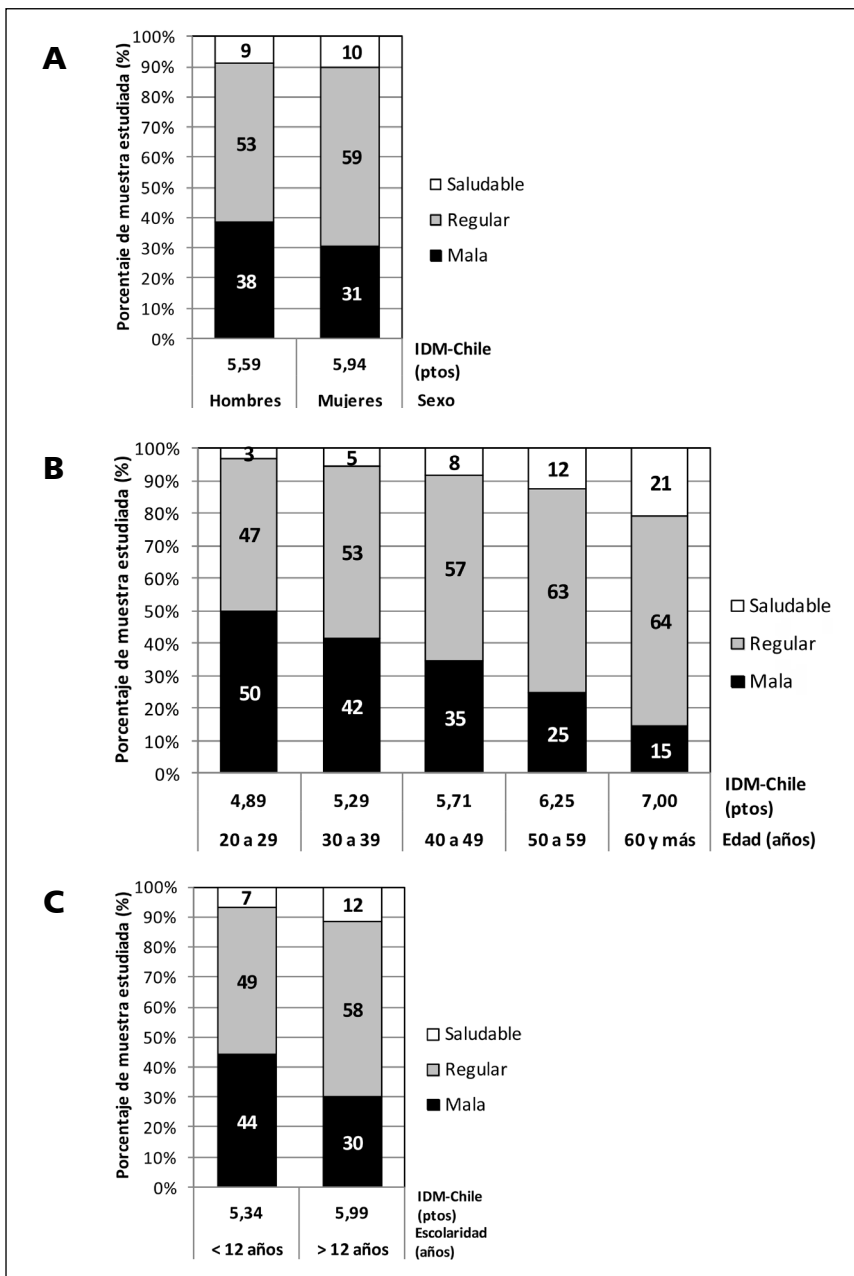 A
Porcentaje de muestra estudiada (%)
100%
90%
80%
70%
60%
50%
40%
30%
20%
10%
0%
9 10
53 59
38 31
Saludable
Regular
Mala
5,59 5,94 IDM-Chile (ptos)
Hombres Mujeres Sexo
B
Porcentaje de muestra estudiada (%)
100%
90%
80%
70%
60%
50%
40%
30%
20%
10%
0%
3 5 8 12 21
47 53 57 63 64
50 42 35 25 15
Saludable
Regular
Mala
4,89 5,29 5,71 6,25 7,00 IDM-Chile (ptos)
20 a 29 30 a 39 40 a 49 50 a 59 60 y más Edad (años)
C
Porcentaje de muestra estudiada (%)
100%
90%
80%
70%
60%
50%
40%
30%
20%
10%
0%
7 12
49 58
44 30
Saludable
Regular
Mala
5,34 5,99 IDM-Chile (ptos)
< 12 años > 12 años Escolaridad (años)